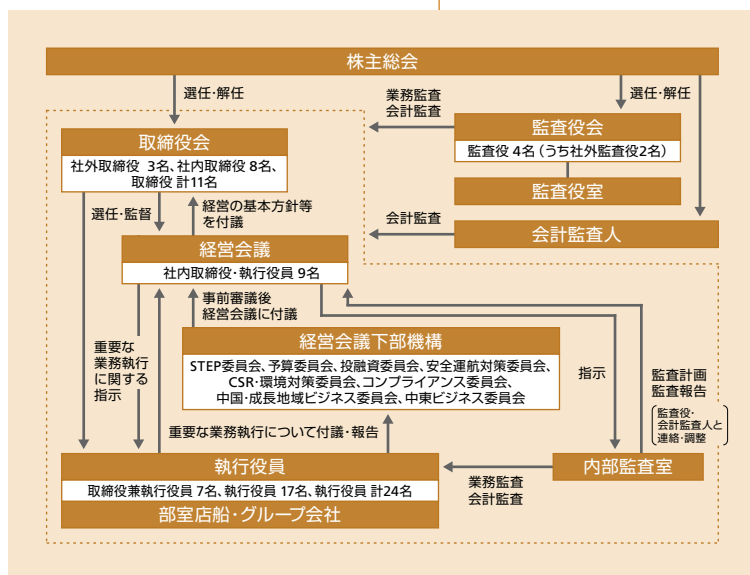 株主総会
選任・解任
業務監査
会計監査
選任・解任
取締役会
社外取締役 3名、社内取締役 8名、
取締役 計11名
監査役会
監査役 4名(うち社外監査役2名)
監査役室
選任・監督
経営の基本方針等
を付議
会計監査
会計監査人
経営会議
社内取締役・執行役員 9名
事前審議後
経営会議に付議
重要な
業務執行
に関する
指示
経営会議下部機構
STEP委員会、予算委員会、投融資委員会、安全運航対策委員会、
CSR・環境対策委員会、コンプライアンス委員会、
中国・成長地域ビジネス委員会、中東ビジネス委員会
指示
監査計画
監査報告
監査役・
会計監査人と
連絡・調整
重要な業務執行について付議・報告
執行役員
取締役兼執行役員 7名、執行役員 17名、執行役員 計24名
部室店船・グループ会社
業務監査
会計監査
内部監査室